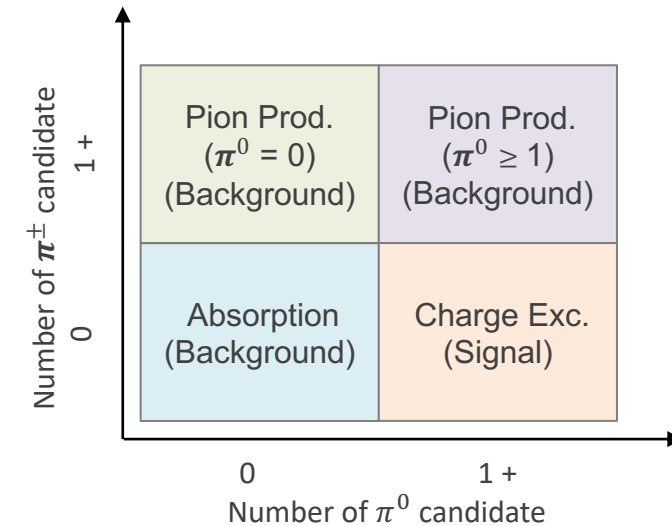 Number of π± candidate
1 +
0
Pion Prod.
(π⁰ = 0)
(Background)
Pion Prod.
(π⁰ ≥ 1)
(Background)
Absorption
(Background)
Charge Exc.
(Signal)
0
1 +
Number of π⁰ candidate